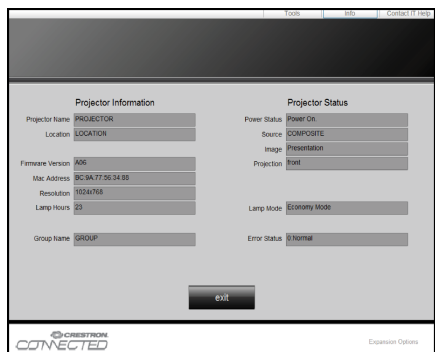 Tools Info Contact IT Help
Projector Information
Projector Name PROJECTOR
Location LOCATION
Firmware Version A06
Mac Address BC:9A:77:56:34:88
Resolution 1024x768
Lamp Hours 23
Group Name GROUP
Projector Status
Power Status Power On.
Source COMPOSITE
Image Presentation
Projection front
Lamp Mode Economy Mode
Error Status 0:Normal
exit
CRESTRON
CONNECTED
Expansion Options